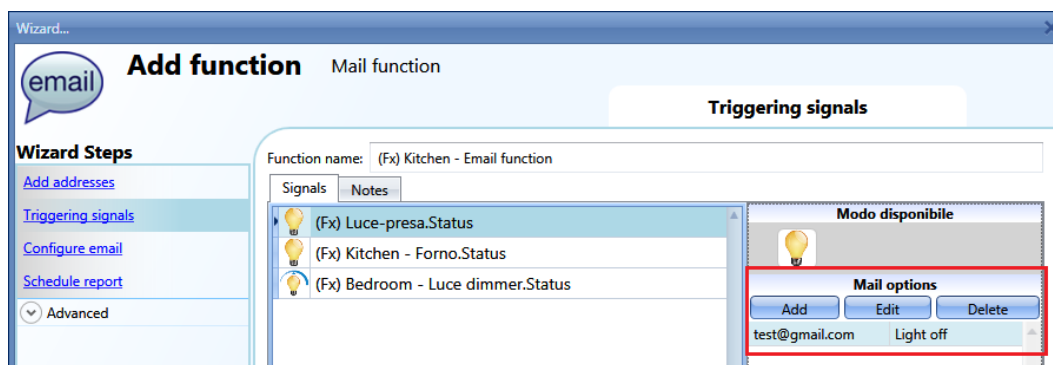 Wizard...
email
Add function Mail function
Triggering signals
Wizard Steps
Add addresses
Triggering signals
Configure email
Schedule report
Advanced
Function name: (Fx) Kitchen - Email function
Signals Notes
(Fx) Luce-presa.Status
(Fx) Kitchen - Forno.Status
(Fx) Bedroom - Luce dimmer.Status
Modo disponibile
Mail options
Add Edit Delete
test@gmail.com Light off